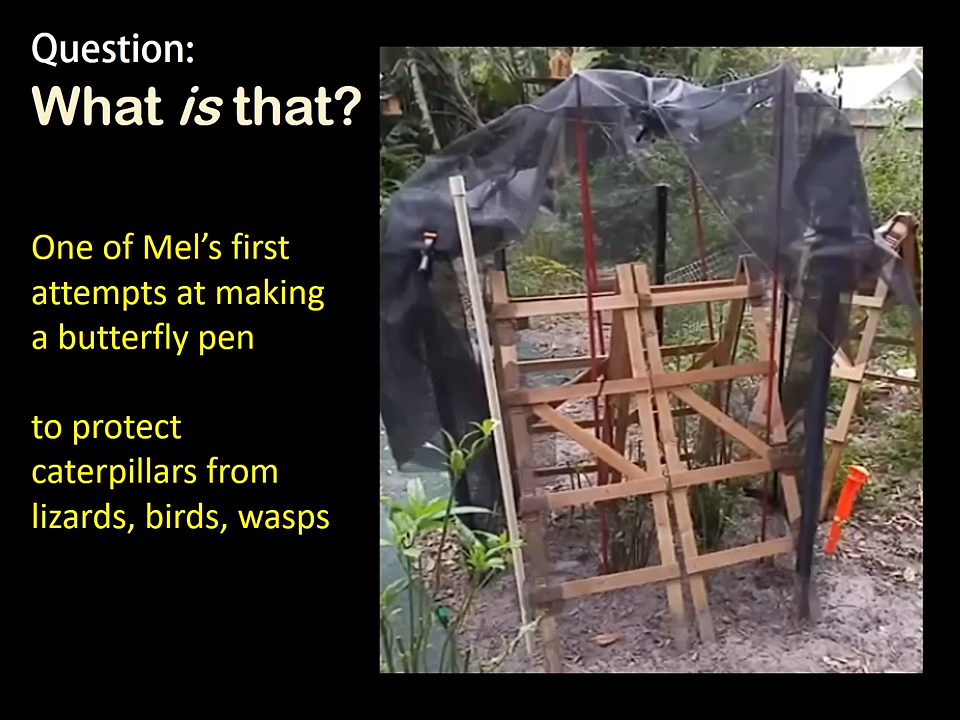 Question:
What is that?
One of Mel’s first
attempts at making
a butterfly pen
to protect
caterpillars from
lizards, birds, wasps